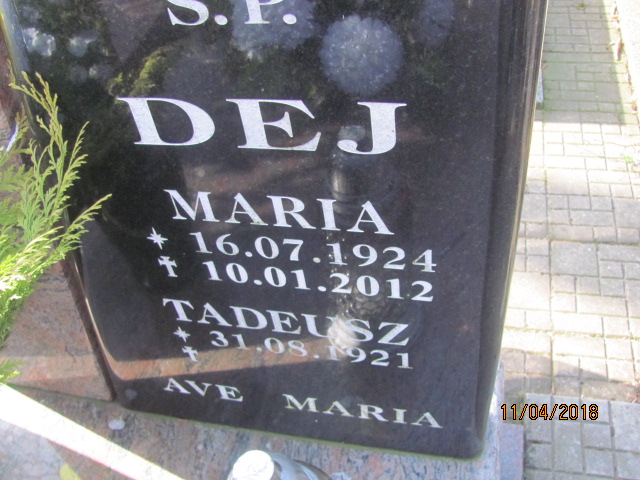 S.P.
DEJ
MARIA
* 16.07.1924
✝ 10.01.2012
TADEUSZ
* 31.08.1921
✝
AVE MARIA
11/04/2018